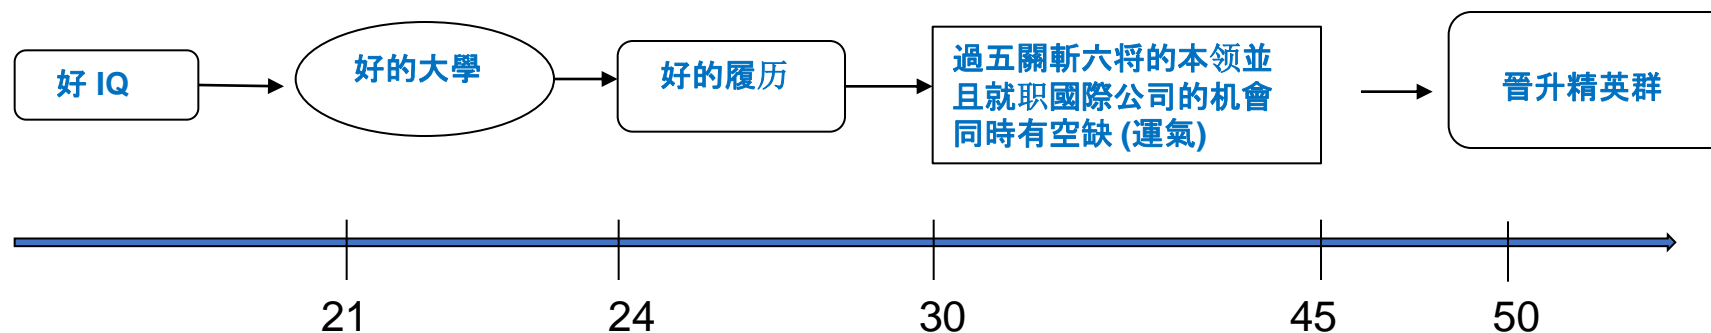 好 IQ
好的大學
好的履历
過五關斬六将的本领並
且就职國際公司的机會
同時有空缺 (運氣)
晉升精英群
21
24
30
45
50